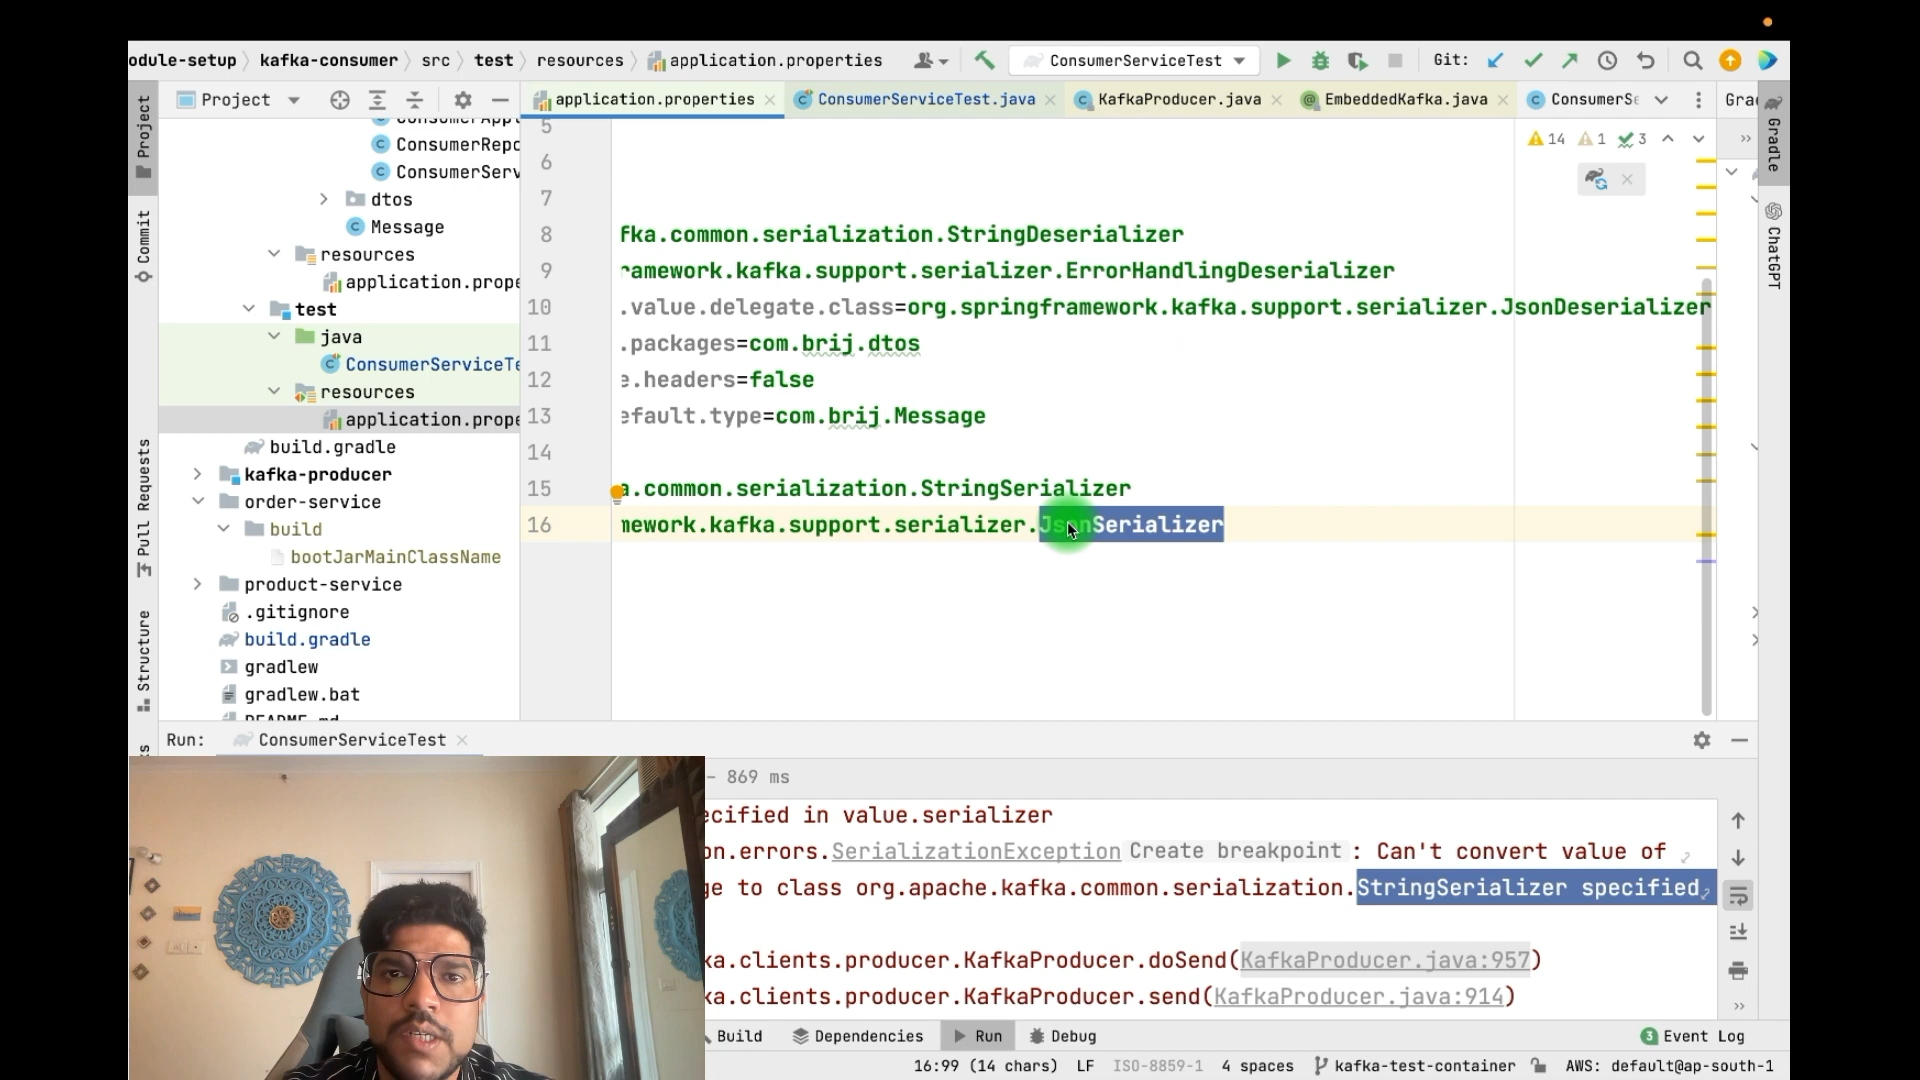 odule-setup kafka-consumer src test resources application.properties ConsumerServiceTest Git:
Project application.properties ConsumerServiceTest.java KafkaProducer.java EmbeddedKafka.java ConsumerSe Gra
Project
Commit
Pull Requests
Structure
ConsumerAppl
ConsumerRepo
ConsumerServ
dtos
Message
resources
application.prope
test
java
ConsumerServiceTe
resources
application.prope
build.gradle
kafka-producer
order-service
build
bootJarMainClassName
product-service
.gitignore
build.gradle
gradlew
gradlew.bat
README.md
14 1 3
5
6
7
8 fka.common.serialization.StringDeserializer
9 ramework.kafka.support.serializer.ErrorHandlingDeserializer
10 .value.delegate.class=org.springframework.kafka.support.serializer.JsonDeserializer
11 .packages=com.brij.dtos
12 e.headers=false
13 efault.type=com.brij.Message
14
15 a.common.serialization.StringSerializer
16 mework.kafka.support.serializer.JsonSerializer
Gradle
ChatGPT
Run: ConsumerServiceTest
- 869 ms
ecified in value.serializer
on.errors.SerializationException Create breakpoint : Can't convert value of
ge to class org.apache.kafka.common.serialization.StringSerializer specified
ka.clients.producer.KafkaProducer.doSend(KafkaProducer.java:957)
ka.clients.producer.KafkaProducer.send(KafkaProducer.java:914)
Build Dependencies Run Debug 3 Event Log
16:99 (14 chars) LF ISO-8859-1 4 spaces kafka-test-container AWS: default@ap-south-1